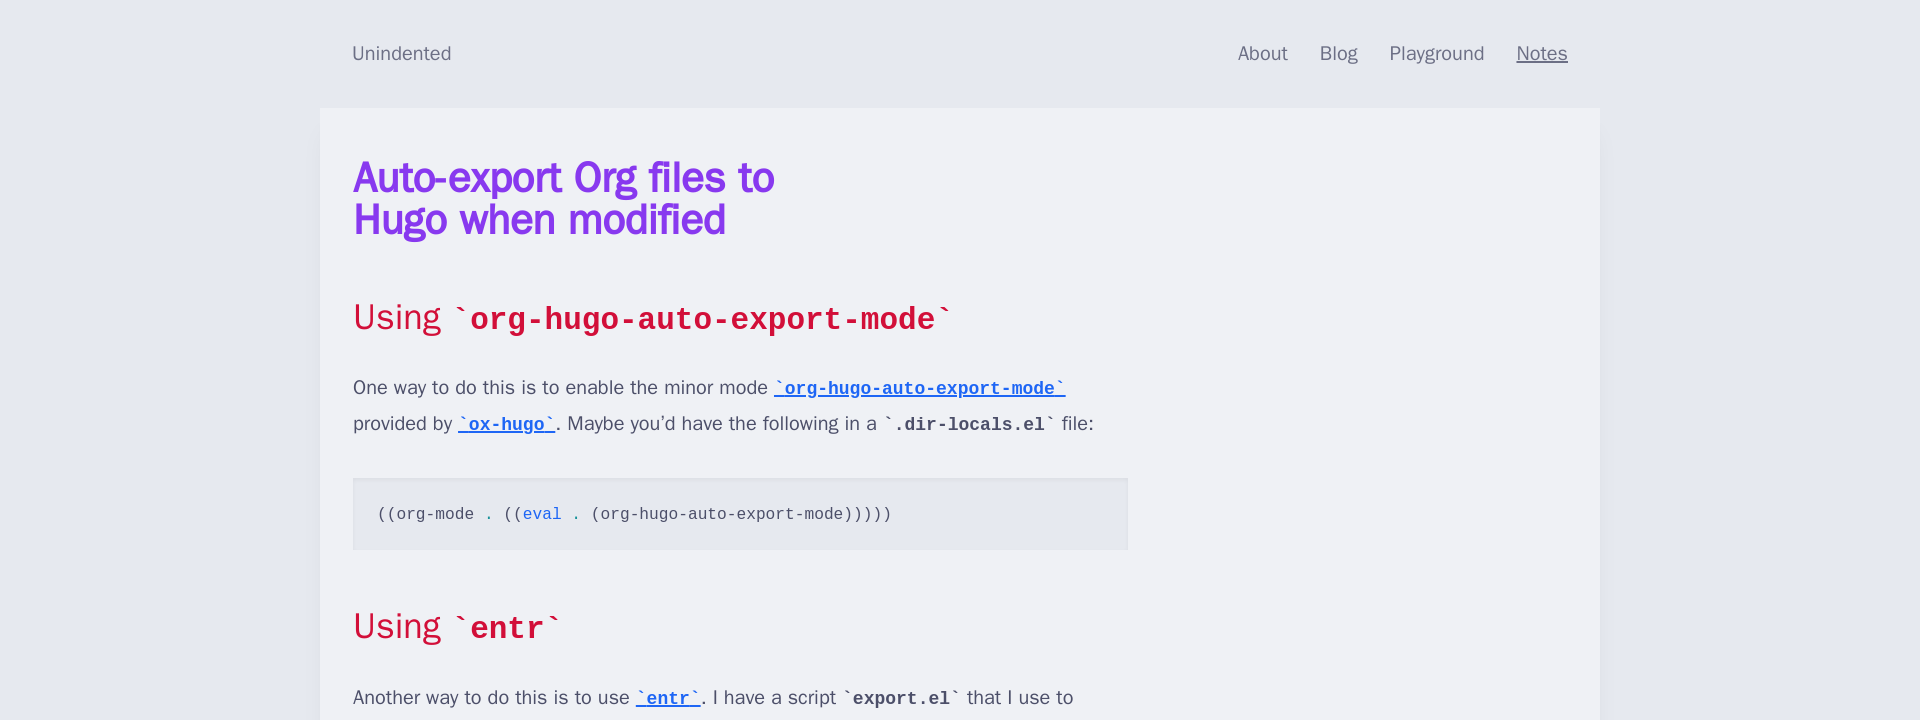 Unindented
About Blog Playground Notes
Auto-export Org files to
Hugo when modified
Using `org-hugo-auto-export-mode`
One way to do this is to enable the minor mode `org-hugo-auto-export-mode`
provided by `ox-hugo`. Maybe you’d have the following in a `.dir-locals.el` file:
((org-mode . ((eval . (org-hugo-auto-export-mode)))))
Using `entr`
Another way to do this is to use `entr`. I have a script `export.el` that I use to